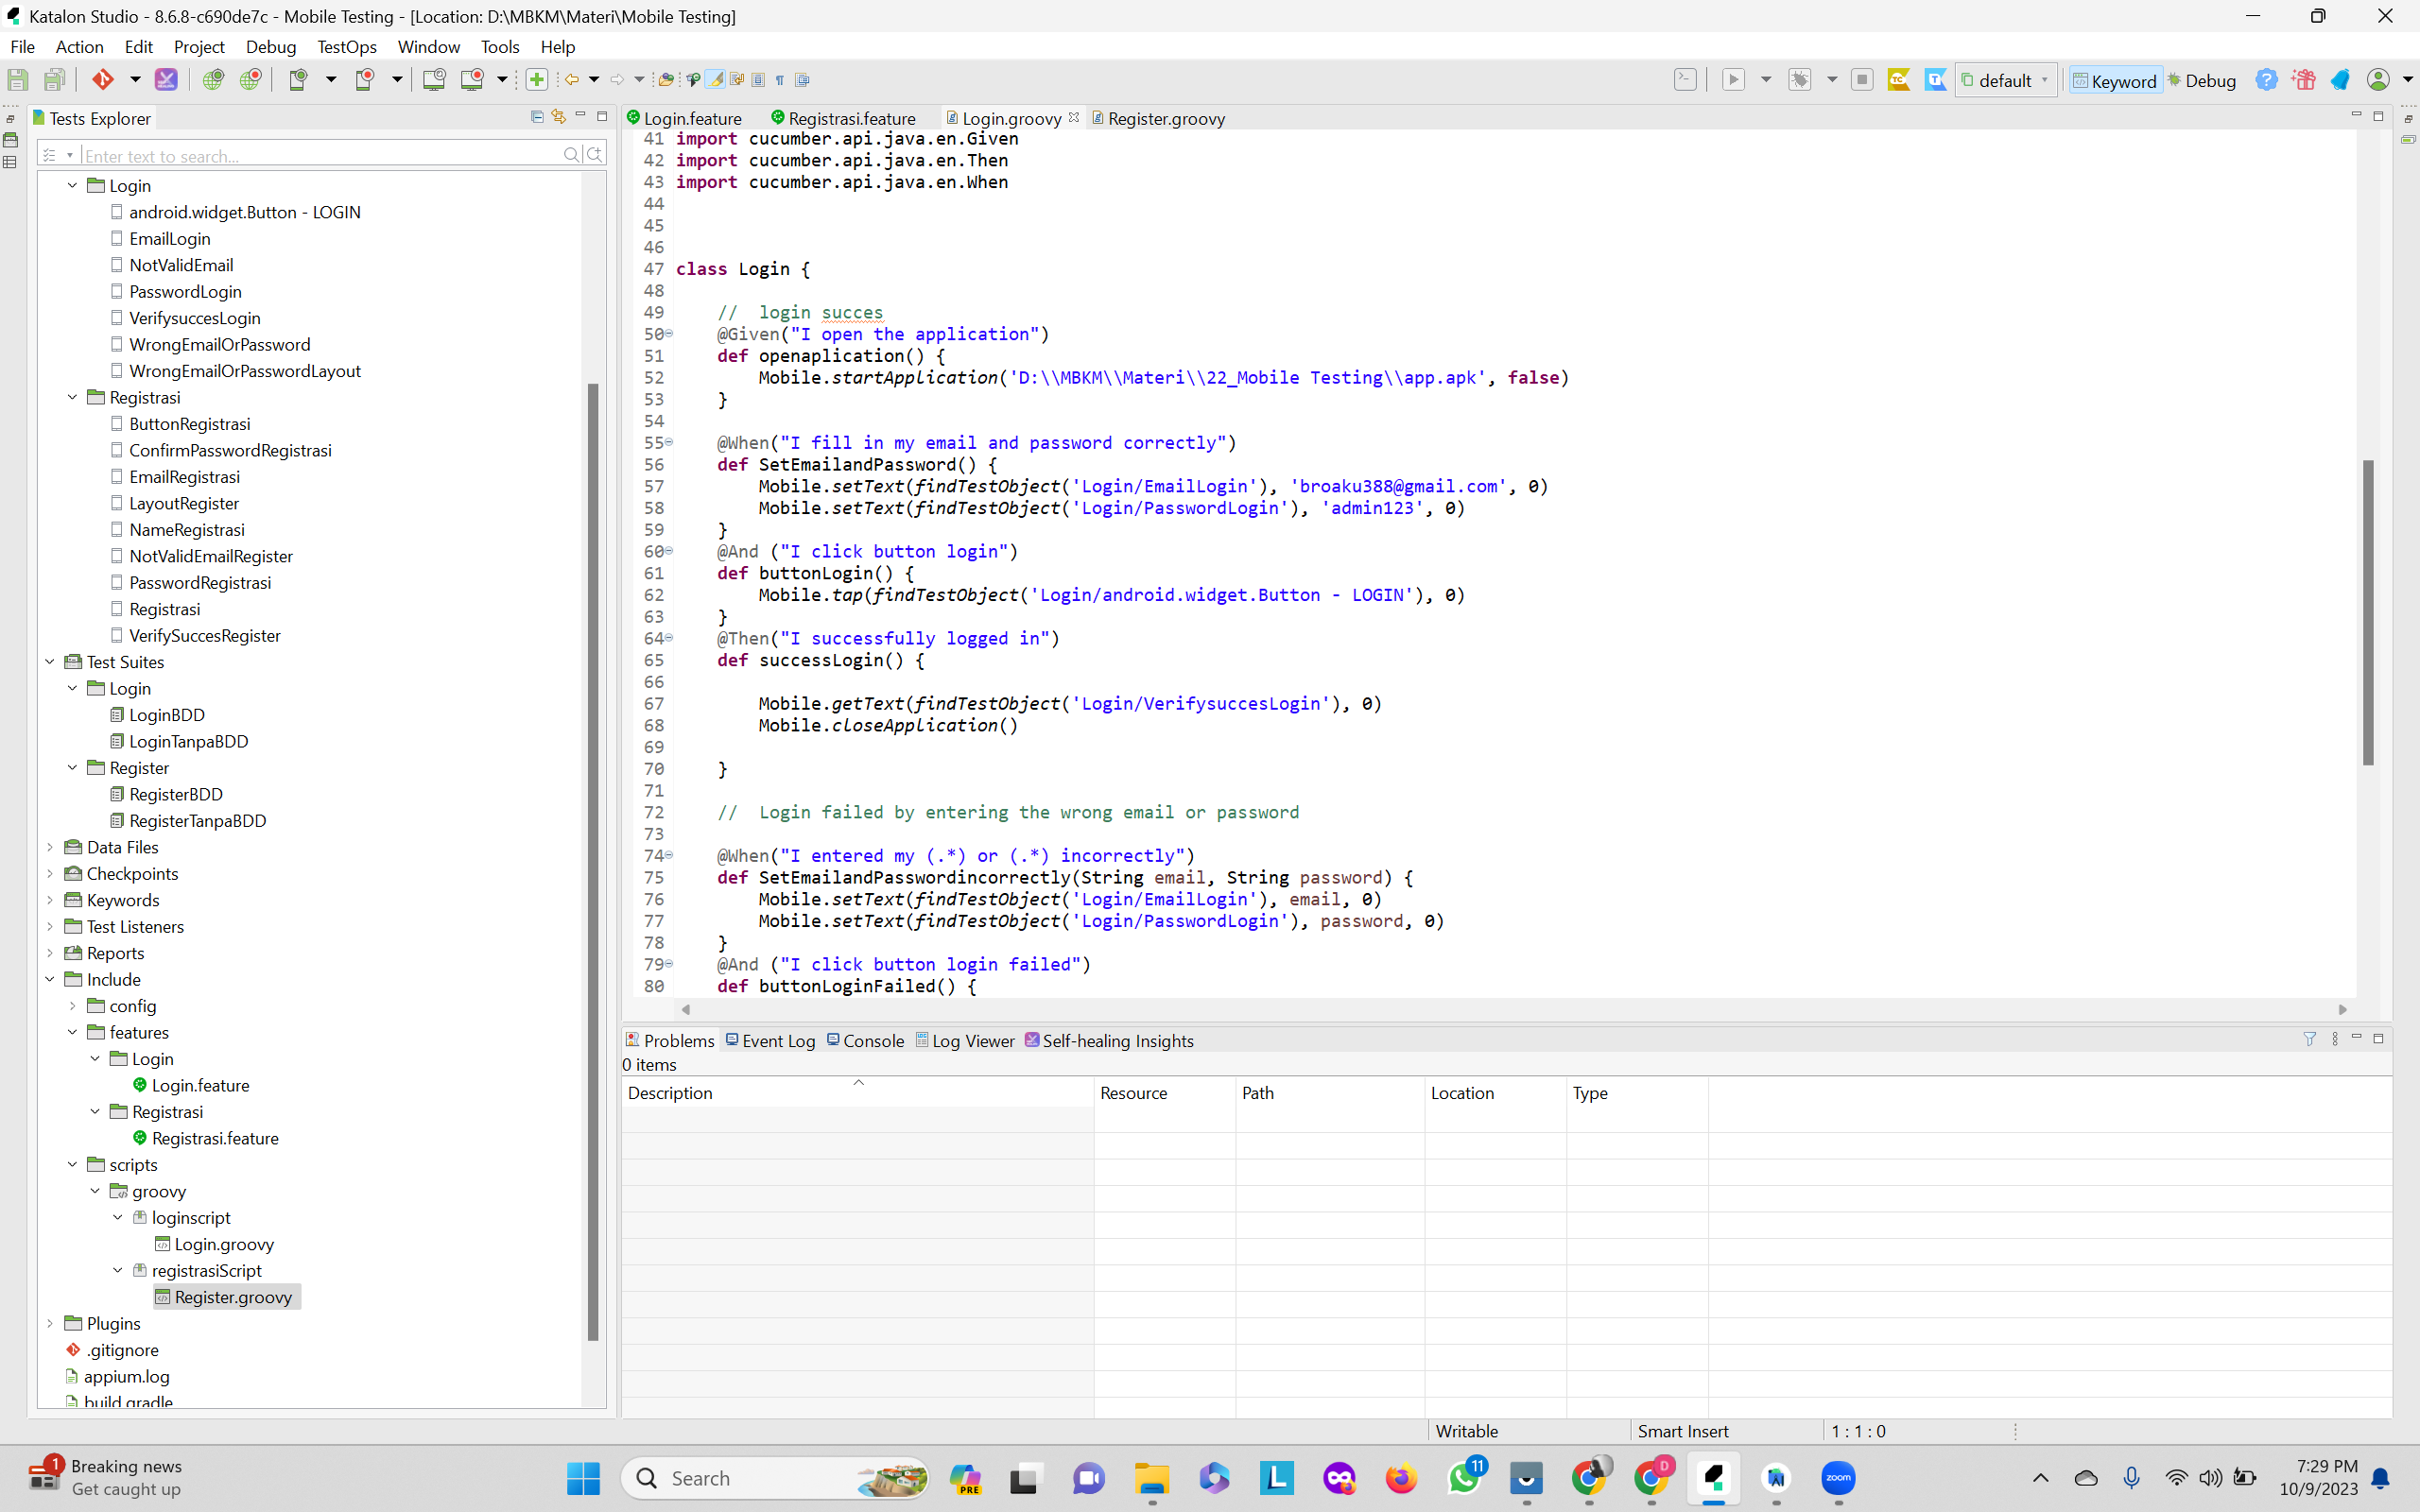 Katalon Studio - 8.6.8-c690de7c - Mobile Testing - [Location: D:\MBKM\Materi\Mobile Testing]
File Action Edit Project Debug TestOps Window Tools Help
default Keyword Debug
Tests Explorer
Enter text to search...
Login
android.widget.Button - LOGIN
EmailLogin
NotValidEmail
PasswordLogin
VerifysuccesLogin
WrongEmailOrPassword
WrongEmailOrPasswordLayout
Registrasi
ButtonRegistrasi
ConfirmPasswordRegistrasi
EmailRegistrasi
LayoutRegister
NameRegistrasi
NotValidEmailRegister
PasswordRegistrasi
Registrasi
VerifySuccesRegister
Test Suites
Login
LoginBDD
LoginTanpaBDD
Register
RegisterBDD
RegisterTanpaBDD
Data Files
Checkpoints
Keywords
Test Listeners
Reports
Include
config
features
Login
Login.feature
Registrasi
Registrasi.feature
scripts
groovy
loginscript
Login.groovy
registrasiScript
Register.groovy
Plugins
.gitignore
appium.log
build.gradle
Login.feature Registrasi.feature Login.groovy Register.groovy
41 import cucumber.api.java.en.Given
42 import cucumber.api.java.en.Then
43 import cucumber.api.java.en.When
44
45
46
47 class Login {
48
49 // login succes
50 @Given("I open the application")
51 def openaplication() {
52 Mobile.startApplication('D:\\MBKM\\Materi\\22_Mobile Testing\\app.apk', false)
53 }
54
55 @When("I fill in my email and password correctly")
56 def SetEmailandPassword() {
57 Mobile.setText(findTestObject('Login/EmailLogin'), 'broaku388@gmail.com', 0)
58 Mobile.setText(findTestObject('Login/PasswordLogin'), 'admin123', 0)
59 }
60 @And ("I click button login")
61 def buttonLogin() {
62 Mobile.tap(findTestObject('Login/android.widget.Button - LOGIN'), 0)
63 }
64 @Then("I successfully logged in")
65 def successLogin() {
66
67 Mobile.getText(findTestObject('Login/VerifysuccesLogin'), 0)
68 Mobile.closeApplication()
69
70 }
71
72 // Login failed by entering the wrong email or password
73
74 @When("I entered my (.*) or (.*) incorrectly")
75 def SetEmailandPasswordincorrectly(String email, String password) {
76 Mobile.setText(findTestObject('Login/EmailLogin'), email, 0)
77 Mobile.setText(findTestObject('Login/PasswordLogin'), password, 0)
78 }
79 @And ("I click button login failed")
80 def buttonLoginFailed() {
Problems Event Log Console Log Viewer Self-healing Insights
0 items
Description Resource Path Location Type
Writable Smart Insert 1 : 1 : 0
1 Breaking news
Get caught up
Search
PRE
L
11
D
zoom
7:29 PM
10/9/2023